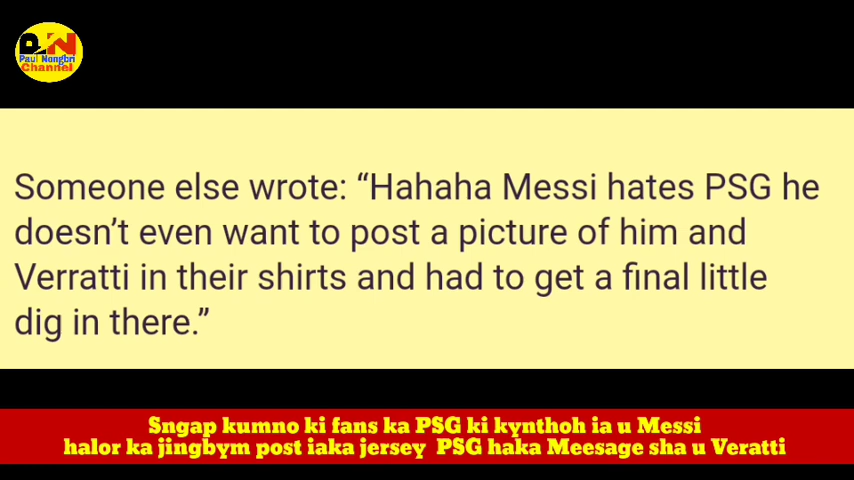 P.N
Paul Nongbri
Channel
Someone else wrote: “Hahaha Messi hates PSG he
doesn’t even want to post a picture of him and
Verratti in their shirts and had to get a final little
dig in there.”
Sngap kumno ki fans ka PSG ki kynthoh ia u Messi
halor ka jingbym post iaka jersey PSG haka Meesage sha u Veratti